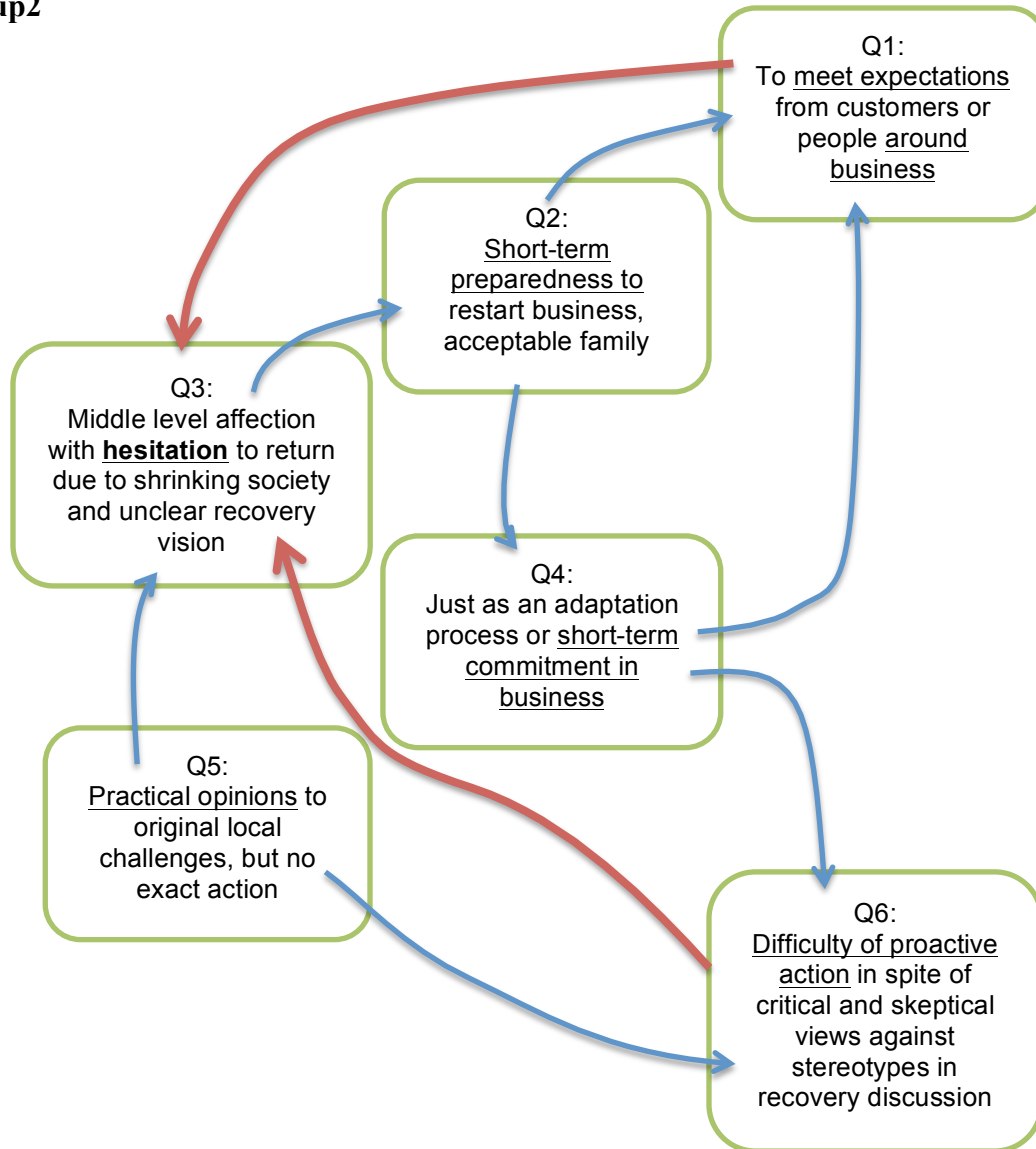 up2
Q1:
To meet expectations
from customers or
people around
business
Q2:
Short-term
preparedness to
restart business,
acceptable family
Q3:
Middle level affection
with hesitation to return
due to shrinking society
and unclear recovery
vision
Q4:
Just as an adaptation
process or short-term
commitment in
business
Q5:
Practical opinions to
original local
challenges, but no
exact action
Q6:
Difficulty of proactive
action in spite of
critical and skeptical
views against
stereotypes in
recovery discussion